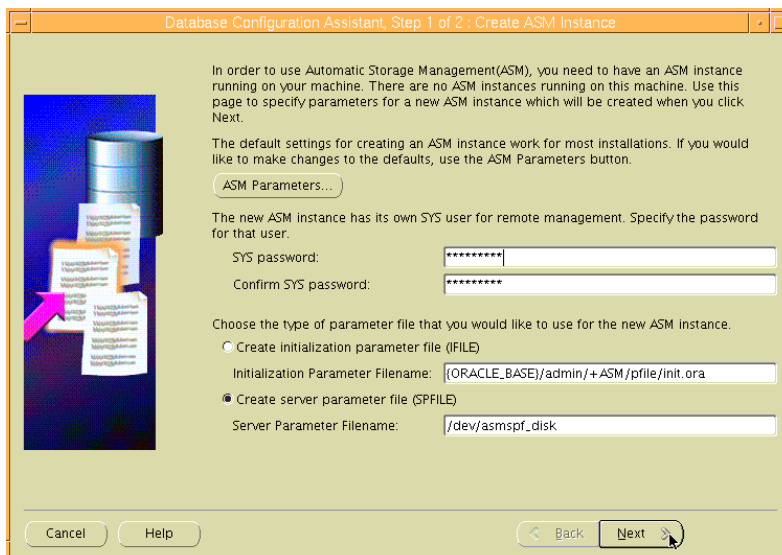 Database Configuration Assistant, Step 1 of 2 : Create ASM Instance
In order to use Automatic Storage Management(ASM), you need to have an ASM instance
running on your machine. There are no ASM instances running on this machine. Use this
page to specify parameters for a new ASM instance which will be created when you click
Next.
The default settings for creating an ASM instance work for most installations. If you would
like to make changes to the defaults, use the ASM Parameters button.
ASM Parameters...
The new ASM instance has its own SYS user for remote management. Specify the password
for that user.
SYS password: *********
Confirm SYS password: *********
Choose the type of parameter file that you would like to use for the new ASM instance.
Create initialization parameter file (IFILE)
Initialization Parameter Filename: {ORACLE_BASE}/admin/+ASM/pfile/init.ora
Create server parameter file (SPFILE)
Server Parameter Filename: /dev/asmspf_disk
Cancel Help Back Next